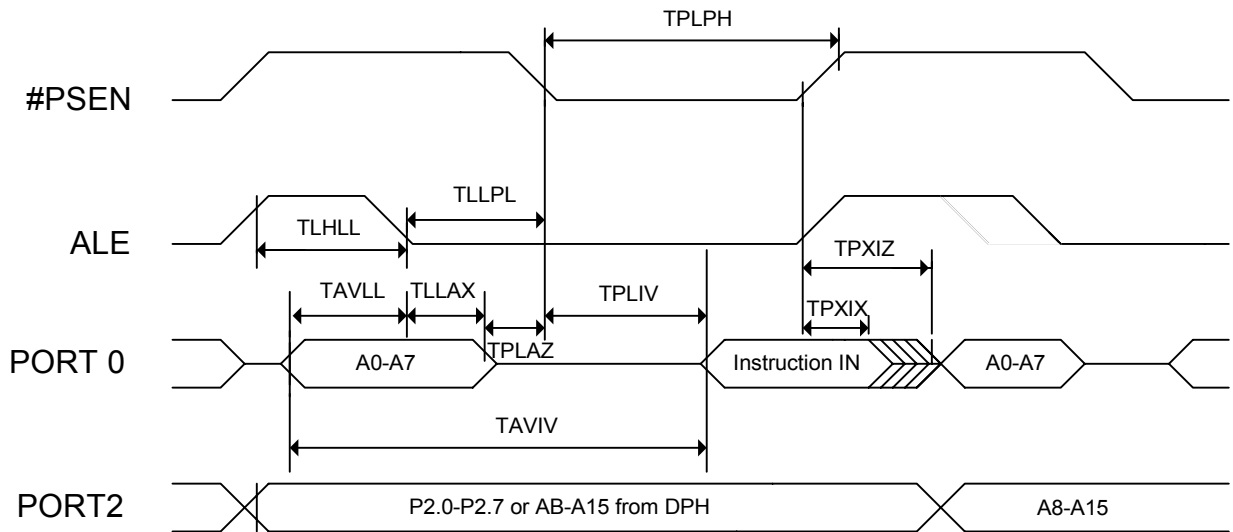 TPLPH
#PSEN
TLLPL
TLHLL
ALE
TPXIZ
TAVLL
TLLAX
TPLIV
TPXIX
TPLAZ
PORT 0
A0-A7
Instruction IN
A0-A7
TAVIV
PORT2
P2.0-P2.7 or AB-A15 from DPH
A8-A15